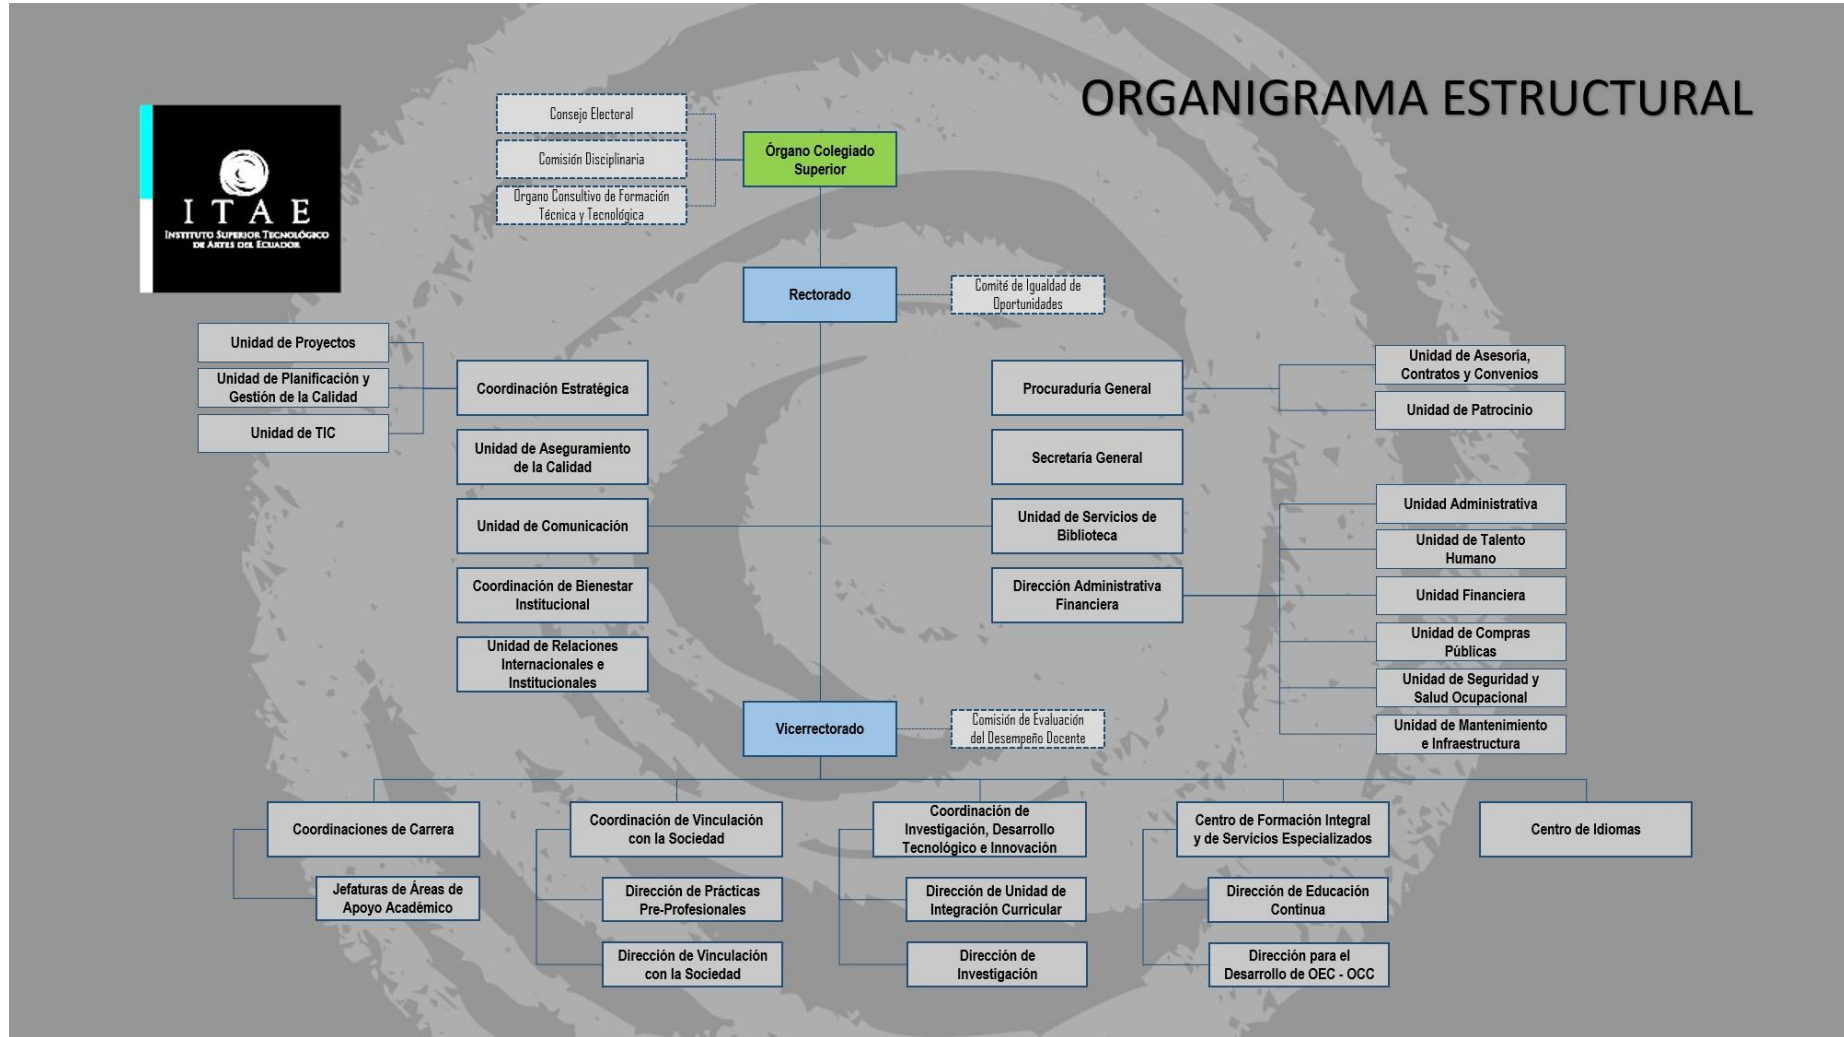 ORGANIGRAMA ESTRUCTURAL
ITAE
INSTITUTO SUPERIOR TECNOLÓGICO
DE ARTES DEL ECUADOR
Consejo Electoral
Comisión Disciplinaria
Órgano Consultivo de Formación
Técnica y Tecnológica
Órgano Colegiado
Superior
Rectorado
Comité de Igualdad de
Oportunidades
Unidad de Proyectos
Unidad de Planificación y
Gestión de la Calidad
Unidad de TIC
Coordinación Estratégica
Unidad de Aseguramiento
de la Calidad
Unidad de Comunicación
Coordinación de Bienestar
Institucional
Unidad de Relaciones
Internacionales e
Institucionales
Procuraduría General
Secretaría General
Unidad de Servicios de
Biblioteca
Dirección Administrativa
Financiera
Unidad de Asesoría,
Contratos y Convenios
Unidad de Patrocinio
Unidad Administrativa
Unidad de Talento
Humano
Unidad Financiera
Unidad de Compras
Públicas
Unidad de Seguridad y
Salud Ocupacional
Unidad de Mantenimiento
e Infraestructura
Vicerrectorado
Comisión de Evaluación
del Desempeño Docente
Coordinaciones de Carrera
Jefaturas de Áreas de
Apoyo Académico
Coordinación de Vinculación
con la Sociedad
Dirección de Prácticas
Pre-Profesionales
Dirección de Vinculación
con la Sociedad
Coordinación de
Investigación, Desarrollo
Tecnológico e Innovación
Dirección de Unidad de
Integración Curricular
Dirección de
Investigación
Centro de Formación Integral
y de Servicios Especializados
Dirección de Educación
Continua
Dirección para el
Desarrollo de OEC - OCC
Centro de Idiomas